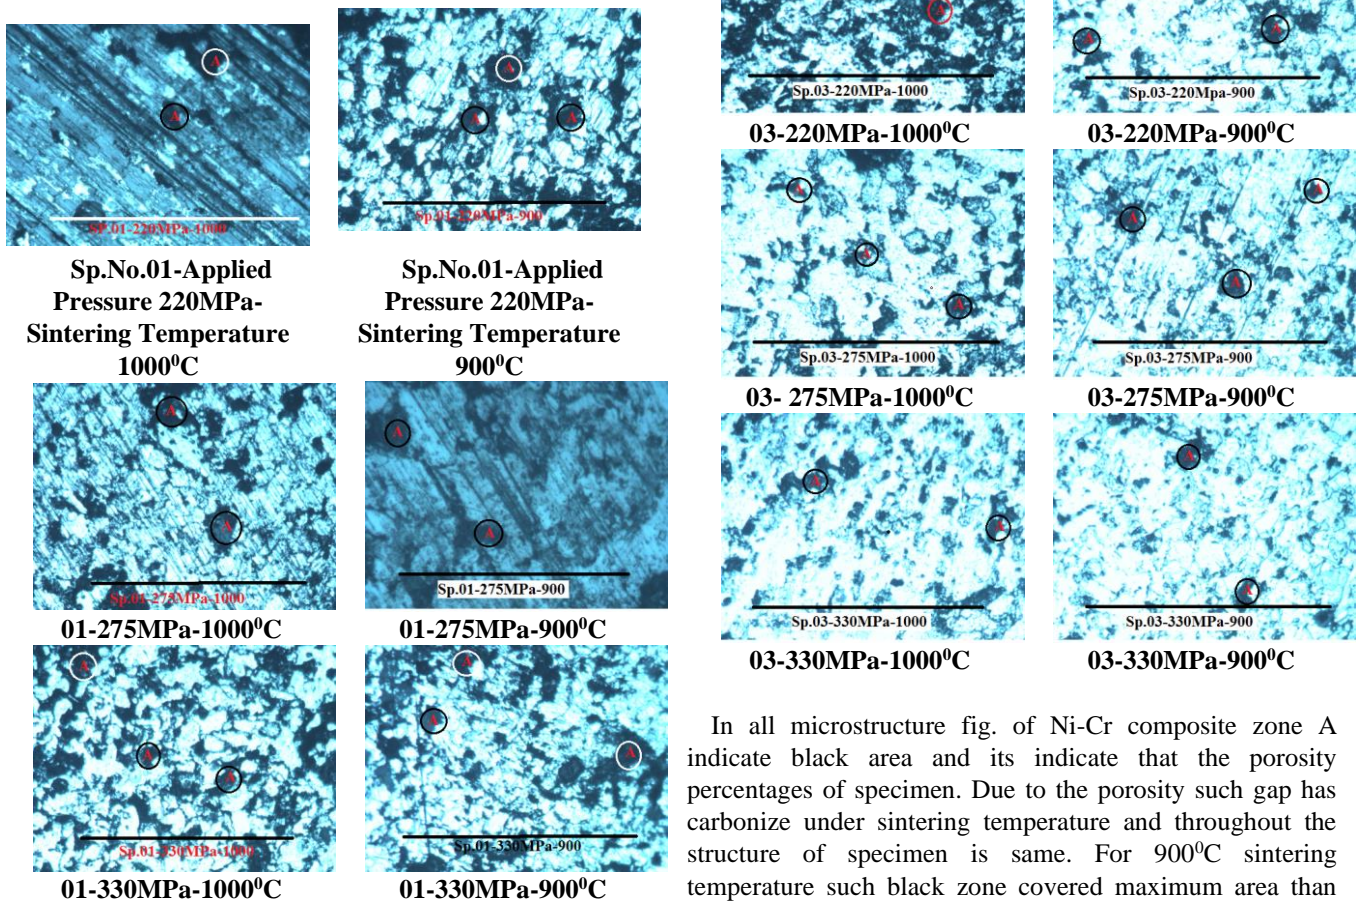 A
A
SP.01-220MPa-1000
A
A
A
Sp.01-220MPa-900
Sp.No.01-Applied
Pressure 220MPa-
Sintering Temperature
1000⁰C
Sp.No.01-Applied
Pressure 220MPa-
Sintering Temperature
900⁰C
A
A
Sp.01-275MPa-1000
A
A
Sp.01-275MPa-900
01-275MPa-1000⁰C
01-275MPa-900⁰C
A
A
A
Sp.01-330MPa-1000
A
A
A
Sp.01-330MPa-900
01-330MPa-1000⁰C
01-330MPa-900⁰C
A
Sp.03-220MPa-1000
A
A
Sp.03-220Mpa-900
03-220MPa-1000⁰C
03-220MPa-900⁰C
A
A
A
Sp.03-275MPa-1000
A
A
A
Sp.03-275MPa-900
03- 275MPa-1000⁰C
03-275MPa-900⁰C
A
A
Sp.03-330MPa-1000
A
A
Sp.03-330MPa-900
03-330MPa-1000⁰C
03-330MPa-900⁰C
In all microstructure fig. of Ni-Cr composite zone A
indicate black area and its indicate that the porosity
percentages of specimen. Due to the porosity such gap has
carbonize under sintering temperature and throughout the
structure of specimen is same. For 900⁰C sintering
temperature such black zone covered maximum area than